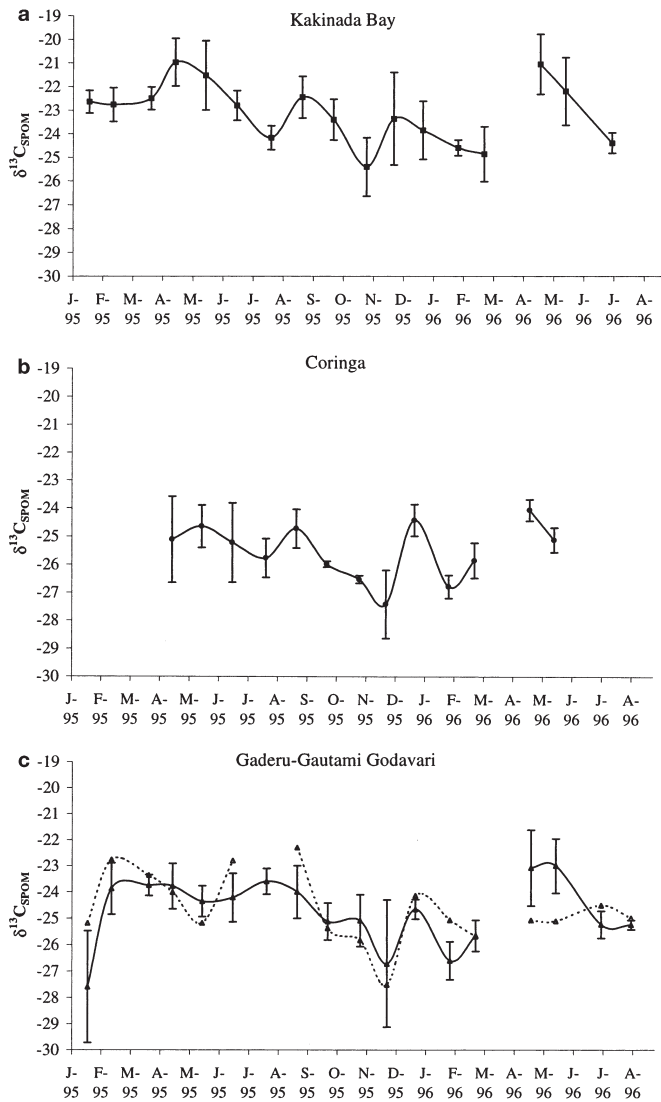 a
Kakinada Bay
-19
-20
-21
-22
-23
-24
-25
-26
-27
-28
-29
-30
δ¹³C_SPOM
J- F- M- A- M- J- J- A- S- O- N- D- J- F- M- A- M- J- J- A-
95 95 95 95 95 95 95 95 95 95 95 95 96 96 96 96 96 96 96 96
b
Coringa
-19
-20
-21
-22
-23
-24
-25
-26
-27
-28
-29
-30
δ¹³C_SPOM
J- F- M- A- M- J- J- A- S- O- N- D- J- F- M- A- M- J- J- A-
95 95 95 95 95 95 95 95 95 95 95 95 96 96 96 96 96 96 96 96
c
Gaderu-Gautami Godavari
-19
-20
-21
-22
-23
-24
-25
-26
-27
-28
-29
-30
δ¹³C_SPOM
J- F- M- A- M- J- J- A- S- O- N- D- J- F- M- A- M- J- J- A-
95 95 95 95 95 95 95 95 95 95 95 95 96 96 96 96 96 96 96 96